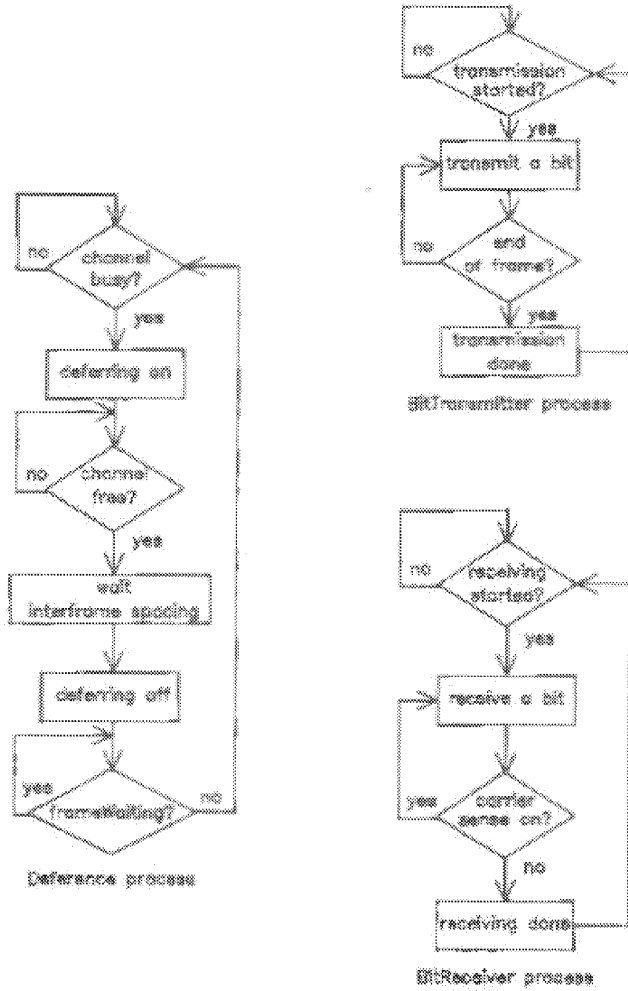 no
channel
busy?
yes
deferring on
no
channel
free?
yes
wait
interframe spacing
deferring off
yes
frameWaiting?
no
Deference process
no
transmission
started?
yes
transmit a bit
no
end
of frame?
yes
transmission
done
BitTransmitter process
no
receiving
started?
yes
receive a bit
yes
carrier
sense on?
no
receiving done
BitReceiver process